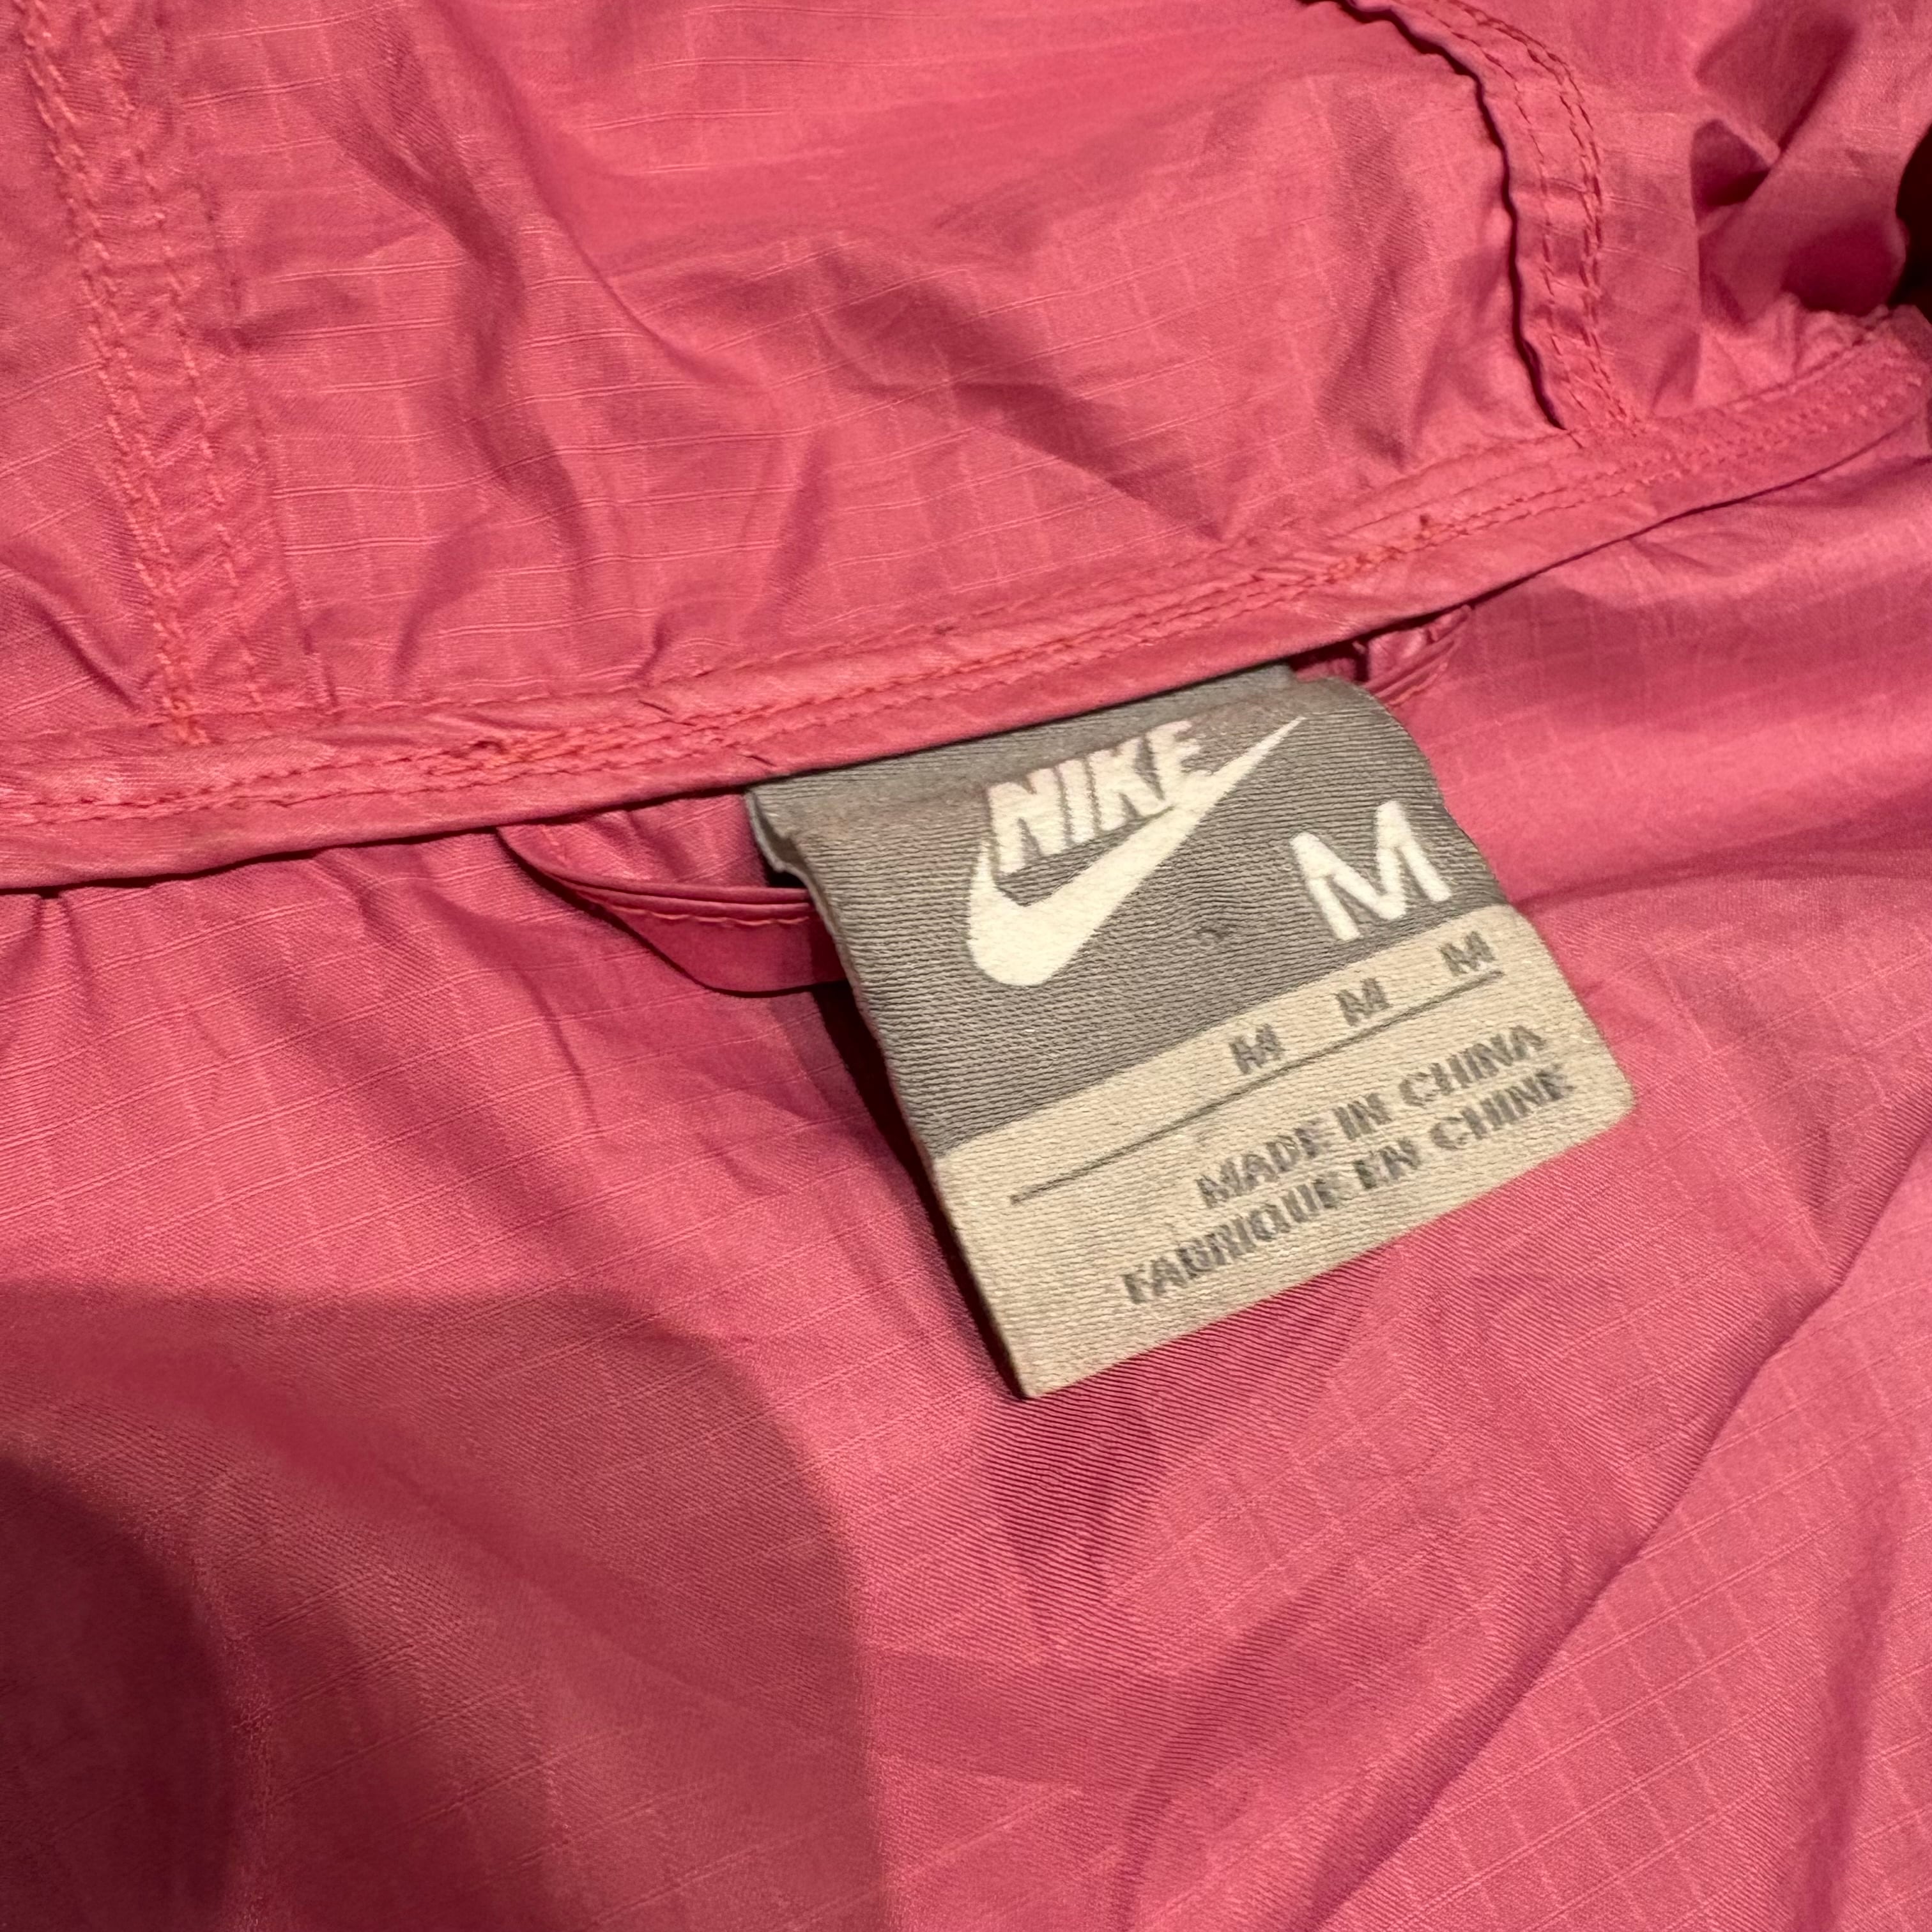 NIKE
M
M M M
MADE IN CHINA
FABRIQUE EN CHINE